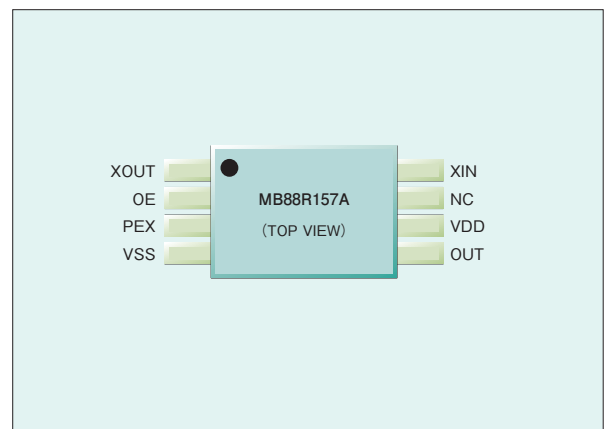 XOUT
OE
PEX
VSS
MB88R157A
(TOP VIEW)
XIN
NC
VDD
OUT